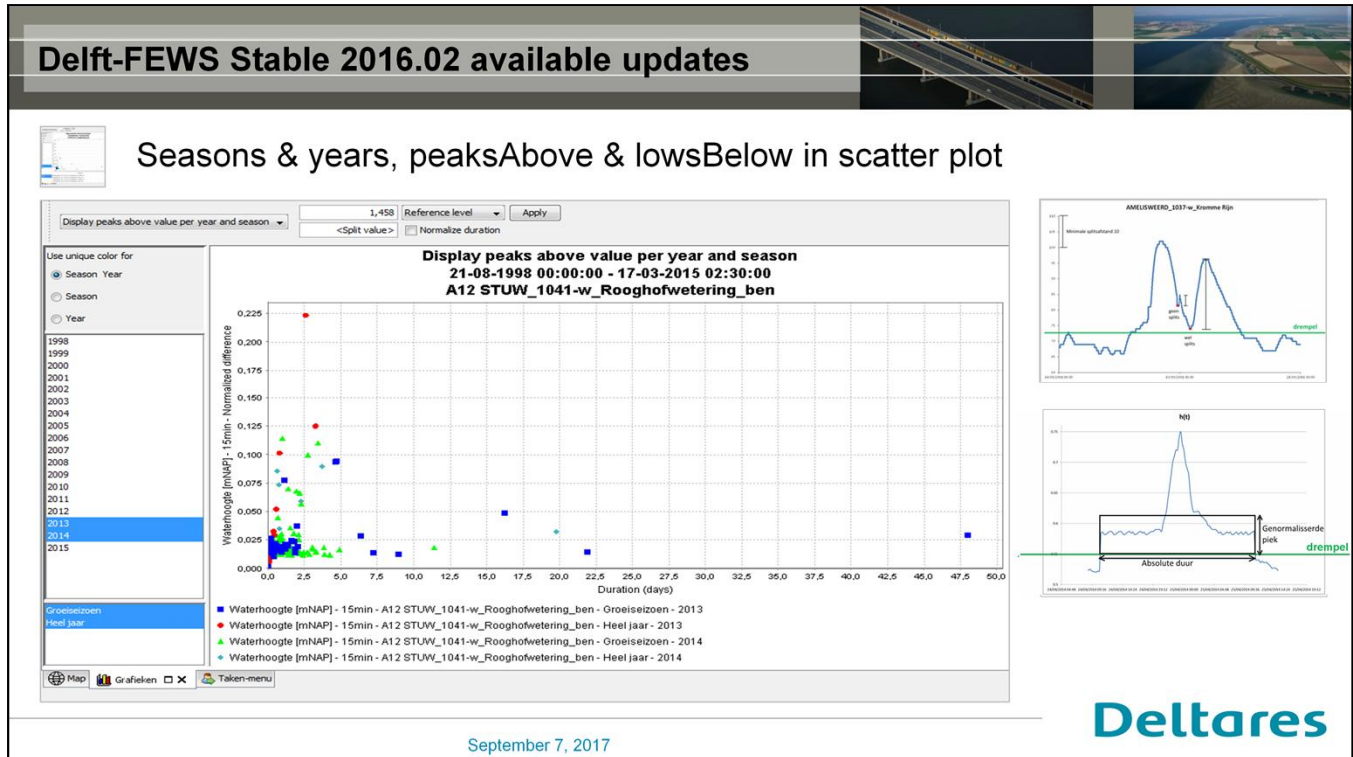 Delft-FEWS Stable 2016.02 available updates
Seasons & years, peaksAbove & lowsBelow in scatter plot
Display peaks above value per year and season
1,458
Reference level
Apply
<Split value>
Normalize duration
Use unique color for
Season Year
Season
Year
1998
1999
2000
2001
2002
2003
2004
2005
2006
2007
2008
2009
2010
2011
2012
2013
2014
2015
Groeiseizoen
Heel jaar
Display peaks above value per year and season
21-08-1998 00:00:00 - 17-03-2015 02:30:00
A12 STUW_1041-w_Rooghofwetering_ben
Waterhoogte [mNAP] - 15min - Normalized difference
0,225
0,200
0,175
0,150
0,125
0,100
0,075
0,050
0,025
0,000
0,0 2,5 5,0 7,5 10,0 12,5 15,0 17,5 20,0 22,5 25,0 27,5 30,0 32,5 35,0 37,5 40,0 42,5 45,0 47,5 50,0
Duration (days)
Waterhoogte [mNAP] - 15min - A12 STUW_1041-w_Rooghofwetering_ben - Groeiseizoen - 2013
Waterhoogte [mNAP] - 15min - A12 STUW_1041-w_Rooghofwetering_ben - Heel jaar - 2013
Waterhoogte [mNAP] - 15min - A12 STUW_1041-w_Rooghofwetering_ben - Groeiseizoen - 2014
Waterhoogte [mNAP] - 15min - A12 STUW_1041-w_Rooghofwetering_ben - Heel jaar - 2014
Map
Grafieken
Taken-menu
AMELISWEERD_1037-w_Kromme Rijn
Minimale splitsafstand 10
geen
splits
wel
splits
drempel
h(t)
Genormalisserde
piek
drempel
Absolute duur
Deltares
September 7, 2017